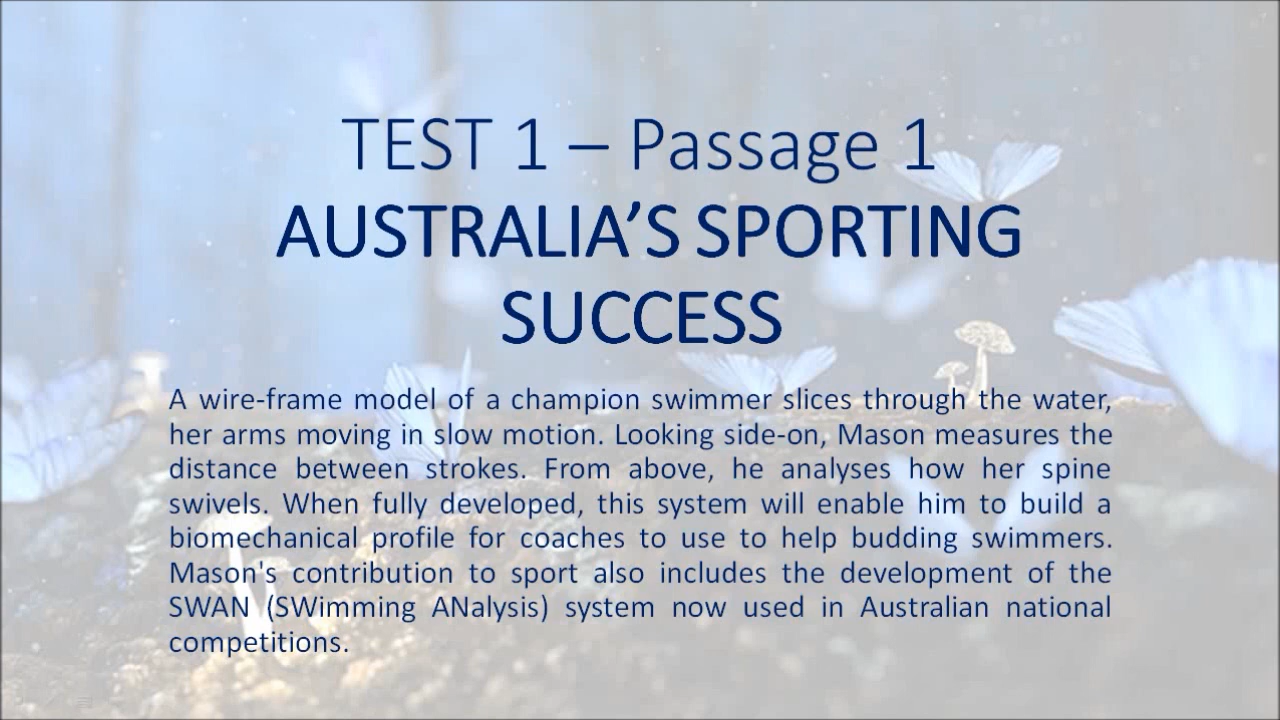 TEST 1 – Passage 1
AUSTRALIA’S SPORTING
SUCCESS
A wire-frame model of a champion swimmer slices through the water,
her arms moving in slow motion. Looking side-on, Mason measures the
distance between strokes. From above, he analyses how her spine
swivels. When fully developed, this system will enable him to build a
biomechanical profile for coaches to use to help budding swimmers.
Mason's contribution to sport also includes the development of the
SWAN (SWimming ANalysis) system now used in Australian national
competitions.